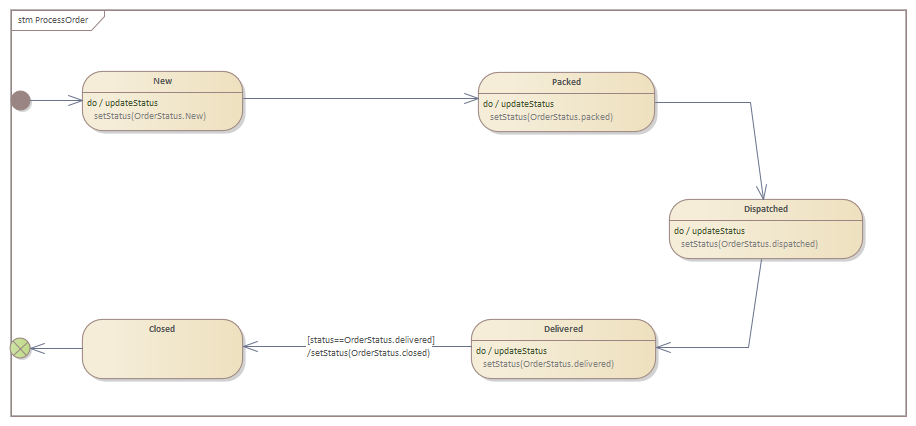 stm ProcessOrder
New
do / updateStatus
setStatus(OrderStatus.New)
Packed
do / updateStatus
setStatus(OrderStatus.packed)
Dispatched
do / updateStatus
setStatus(OrderStatus.dispatched)
Closed
[status==OrderStatus.delivered]
/setStatus(OrderStatus.closed)
Delivered
do / updateStatus
setStatus(OrderStatus.delivered)